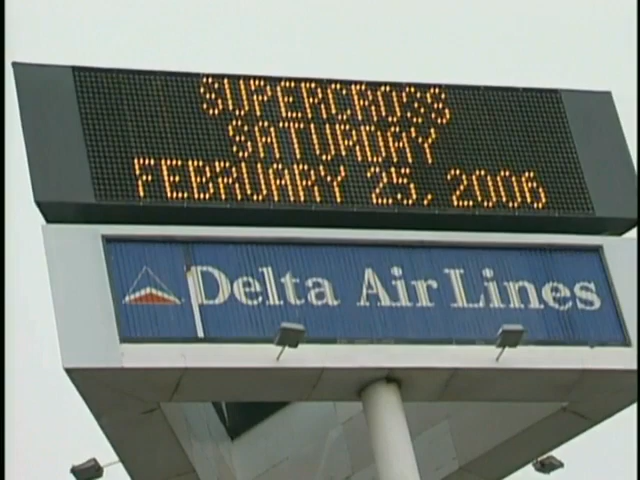 SUPERCROSS
SATURDAY
FEBRUARY 25, 2006
Delta Air Lines